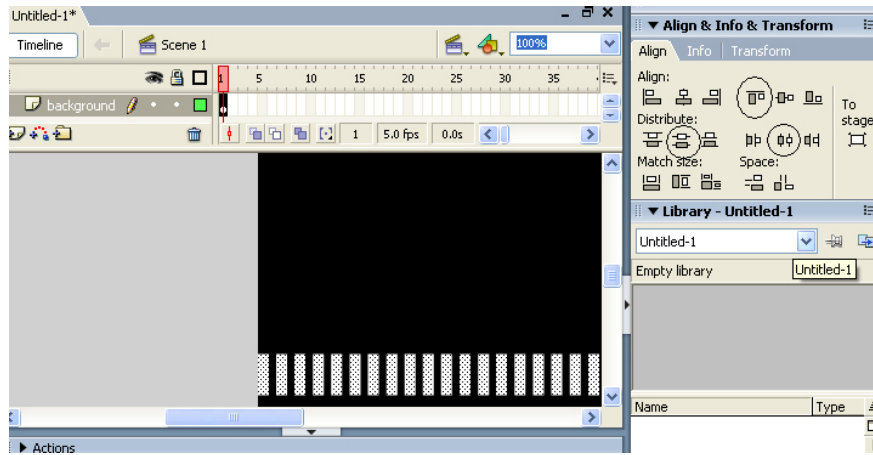 Untitled-1*
Timeline
Scene 1
100%
1 5 10 15 20 25 30 35
background
1 5.0 fps 0.0s
Actions
Align & Info & Transform
Align Info Transform
Align:
To
stage
Distribute:
Match size: Space:
Library - Untitled-1
Untitled-1
Empty library
Untitled-1
Name Type